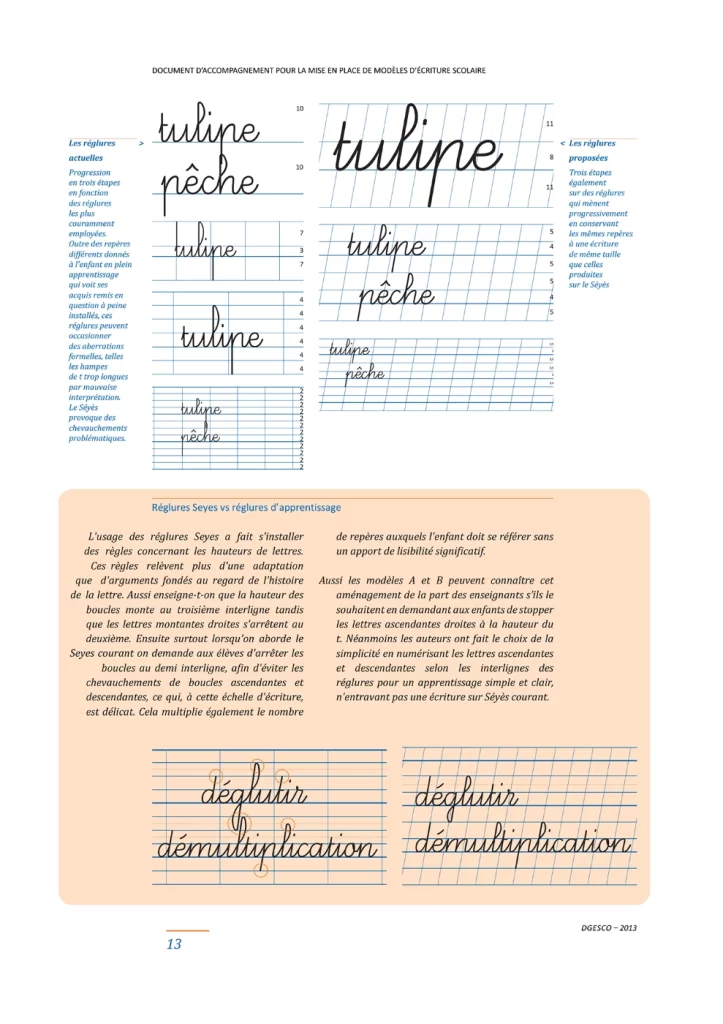 DOCUMENT D'ACCOMPAGNEMENT POUR LA MISE EN PLACE DE MODÈLES D'ÉCRITURE SCOLAIRE
Les réglures >
actuelles
Progression
en trois étapes
en fonction
des réglures
les plus
couramment
employées.
Outre des repères
différents donnés
à l'enfant en plein
apprentissage
qui voit ses
acquis remis en
question à peine
installés, ces
réglures peuvent
occasionner
des aberrations
formelles, telles
les hampes
de t trop longues
par mauvaise
interprétation.
Le Séyès
provoque des
chevauchements
problématiques.
tulipe 10
pêche 10
7
tulipe 3
7
4
4
4
tulipe 4
4
4
2
2
tulipe 2
2
2
2
pêche 2
2
2
2
2
2
11
tulipe 8
11
5
tulipe 4
5
5
pêche 4
5
tulipe
pêche
< Les réglures
proposées
Trois étapes
également
sur des réglures
qui mènent
progressivement
en conservant
les mêmes repères
à une écriture
de même taille
que celles
produites
sur le Séyès
Réglures Seyes vs réglures d'apprentissage
L'usage des réglures Seyes a fait s'installer
des règles concernant les hauteurs de lettres.
Ces règles relèvent plus d'une adaptation
que d'arguments fondés au regard de l'histoire
de la lettre. Aussi enseigne-t-on que la hauteur des
boucles monte au troisième interligne tandis
que les lettres montantes droites s'arrêtent au
deuxième. Ensuite surtout lorsqu'on aborde le
Seyes courant on demande aux élèves d'arrêter les
boucles au demi interligne, afin d'éviter les
chevauchements de boucles ascendantes et
descendantes, ce qui, à cette échelle d'écriture,
est délicat. Cela multiplie également le nombre
de repères auxquels l'enfant doit se référer sans
un apport de lisibilité significatif.
Aussi les modèles A et B peuvent connaître cet
aménagement de la part des enseignants s'ils le
souhaitent en demandant aux enfants de stopper
les lettres ascendantes droites à la hauteur du
t. Néanmoins les auteurs ont fait le choix de la
simplicité en numérisant les lettres ascendantes
et descendantes selon les interlignes des
réglures pour un apprentissage simple et clair,
n'entravant pas une écriture sur Séyès courant.
déglutir
démultiplication
déglutir
démultiplication
DGESCO – 2013
13